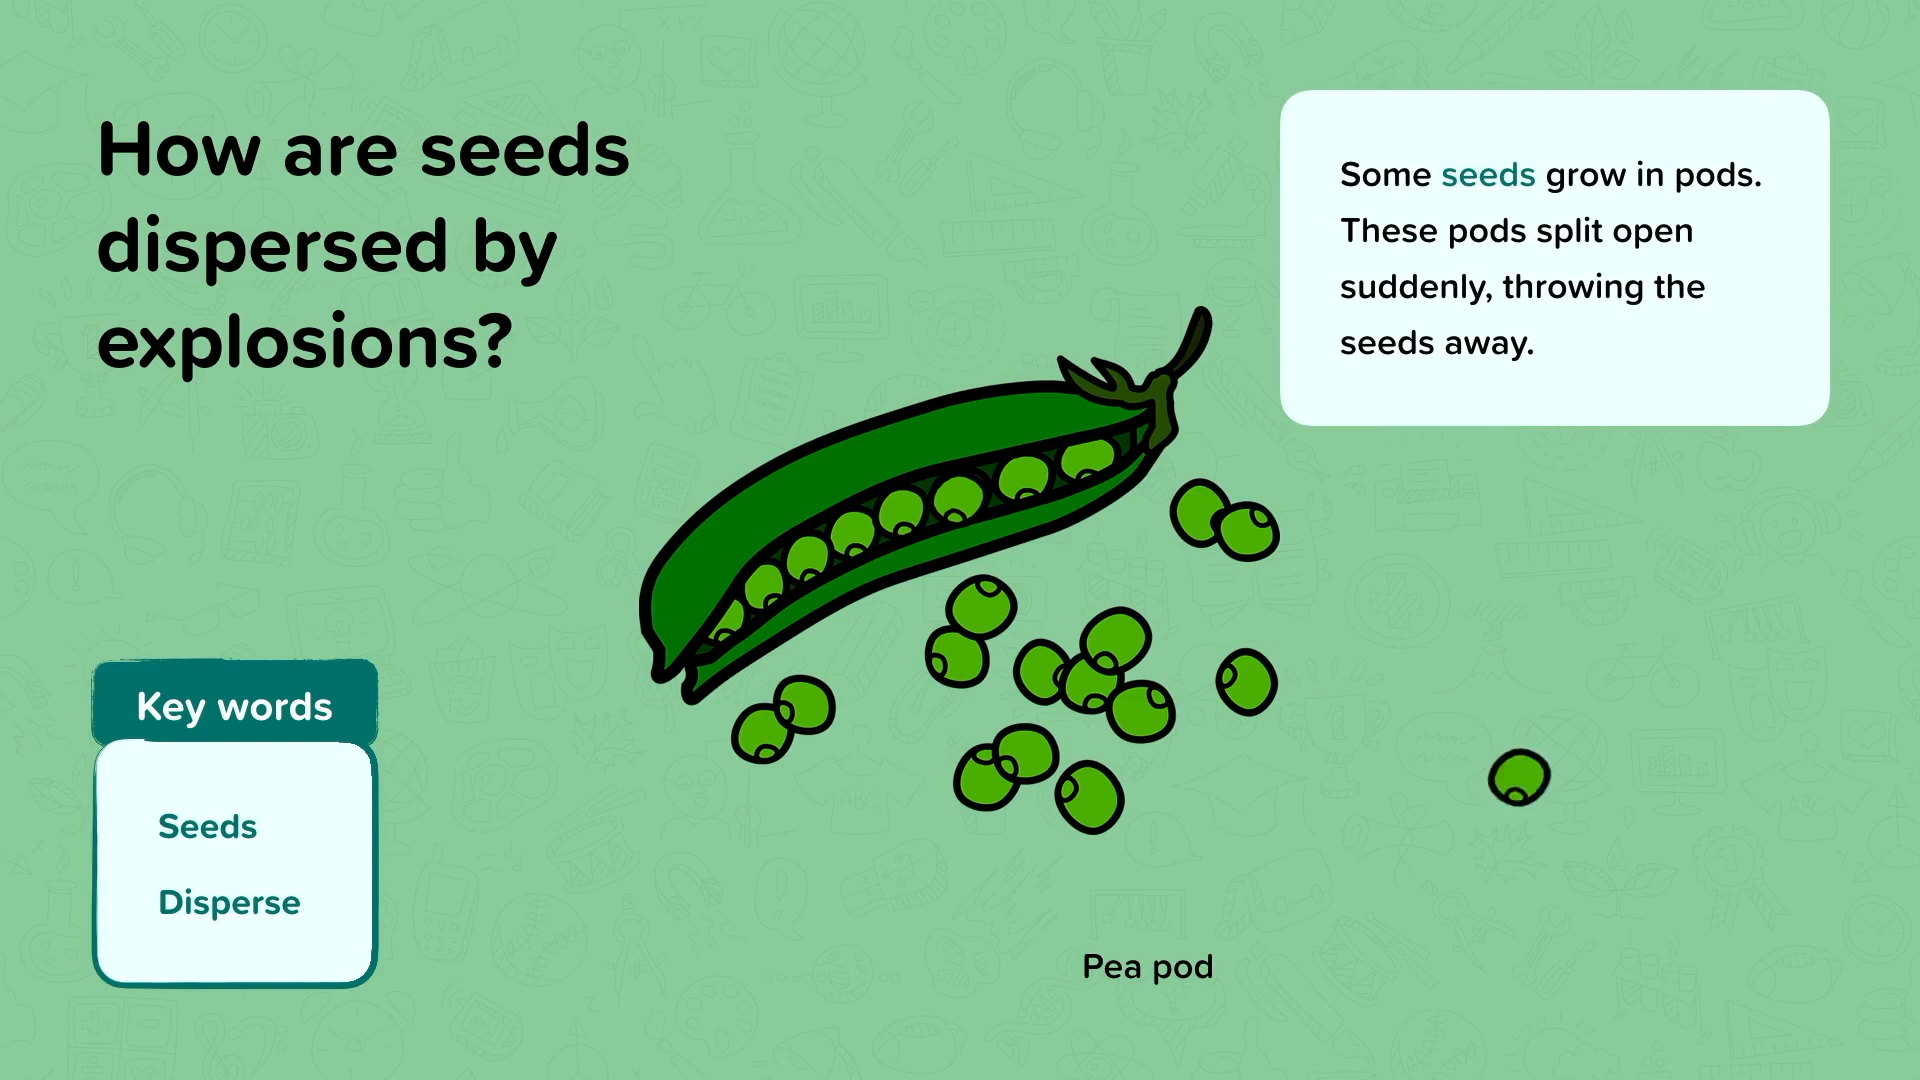 How are seeds
dispersed by
explosions?
Some seeds grow in pods.
These pods split open
suddenly, throwing the
seeds away.
Key words
Seeds
Disperse
Pea pod